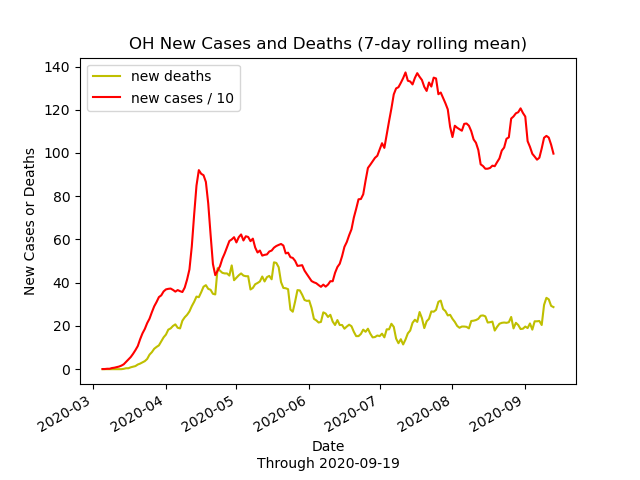 OH New Cases and Deaths (7-day rolling mean)
new deaths
new cases / 10
New Cases or Deaths
140
120
100
80
60
40
20
0
2020-03
2020-04
2020-05
2020-06
2020-07
2020-08
2020-09
Date
Through 2020-09-19